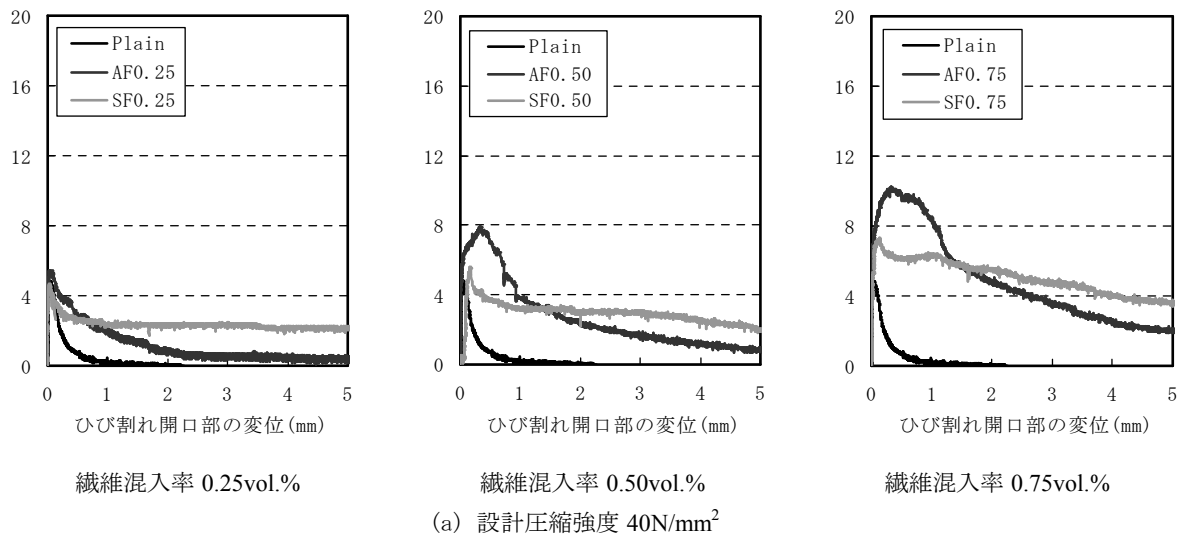 20
16
12
8
4
0
Plain
AF0.25
SF0.25
0 1 2 3 4 5
ひび割れ開口部の変位(mm)
繊維混入率 0.25vol.%
20
16
12
8
4
0
Plain
AF0.50
SF0.50
0 1 2 3 4 5
ひび割れ開口部の変位(mm)
繊維混入率 0.50vol.%
20
16
12
8
4
0
Plain
AF0.75
SF0.75
0 1 2 3 4 5
ひび割れ開口部の変位(mm)
繊維混入率 0.75vol.%
(a) 設計圧縮強度 40N/mm²